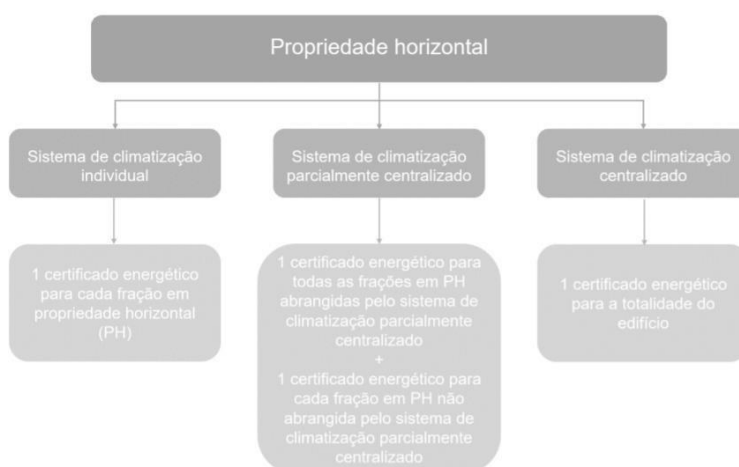 Propriedade horizontal
Sistema de climatização
individual
Sistema de climatização
parcialmente centralizado
Sistema de climatização
centralizado
1 certificado energético
para cada fração em
propriedade horizontal
(PH)
1 certificado energético para
todas as frações em PH
abrangidas pelo sistema de
climatização parcialmente
centralizado
+
1 certificado energético para
cada fração em PH não
abrangida pelo sistema de
climatização parcialmente
centralizado
1 certificado energético
para a totalidade do
edifício